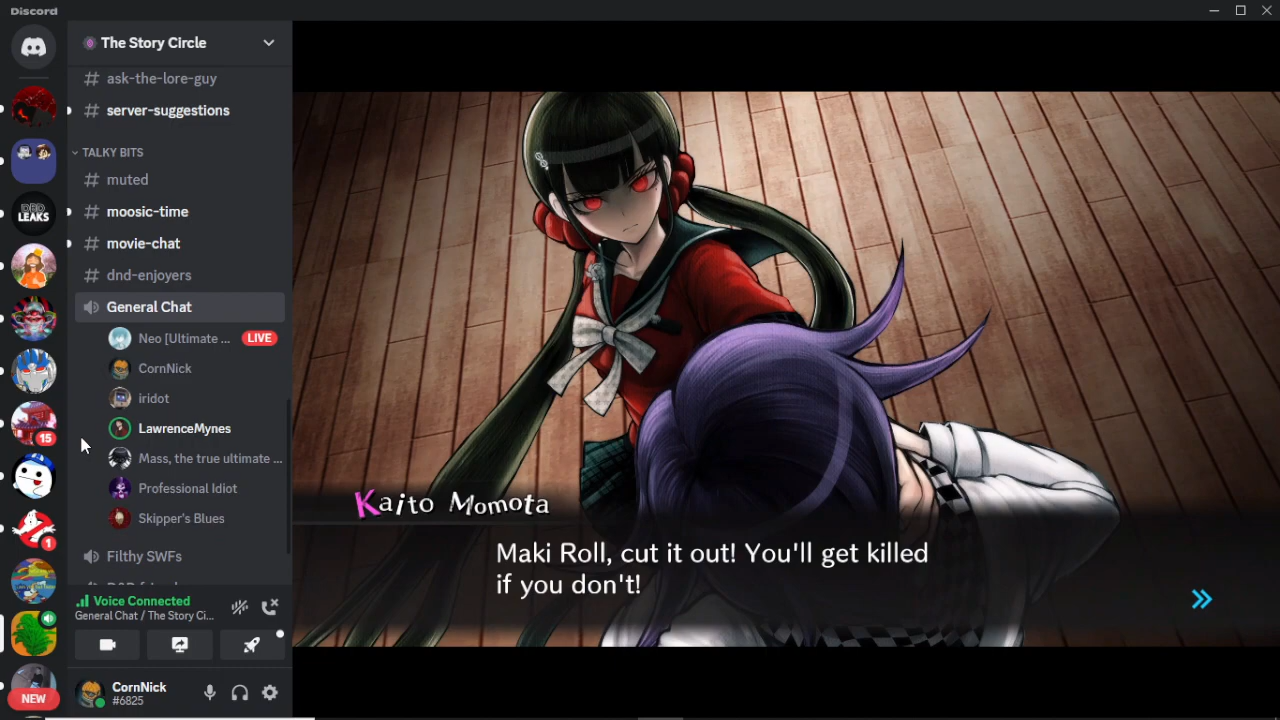 Discord
The Story Circle
ask-the-lore-guy
server-suggestions
TALKY BITS
muted
moosic-time
movie-chat
dnd-enjoyers
General Chat
Neo [Ultimate ...
LIVE
CornNick
iridot
LawrenceMynes
Mass, the true ultimate ...
Professional Idiot
Skipper's Blues
Filthy SWFs
Voice Connected
General Chat / The Story Ci...
CornNick
#6825
LEAKS
15
1
NEW
Kaito Momota
Maki Roll, cut it out! You'll get killed
if you don't!